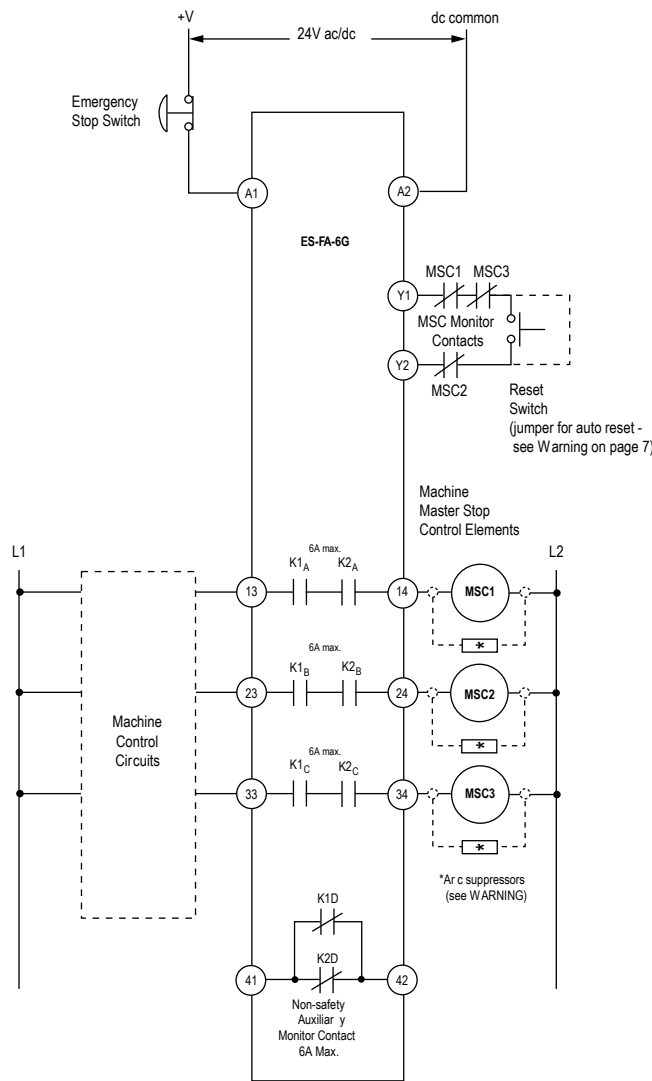 +V
24V ac/dc
dc common
Emergency
Stop Switch
A1
A2
ES-FA-6G
MSC1 MSC3
Y1
MSC Monitor
Contacts
Y2
MSC2
Reset
Switch
(jumper for auto reset -
see Warning on page 7)
Machine
Master Stop
Control Elements
L1
L2
6A max.
K1A K2A
13
14
MSC1
*
6A max.
K1B K2B
23
24
MSC2
*
Machine
Control
Circuits
6A max.
K1C K2C
33
34
MSC3
*
*Ar c suppressors
(see WARNING)
K1D
K2D
41
42
Non-safety
Auxiliar y
Monitor Contact
6A Max.